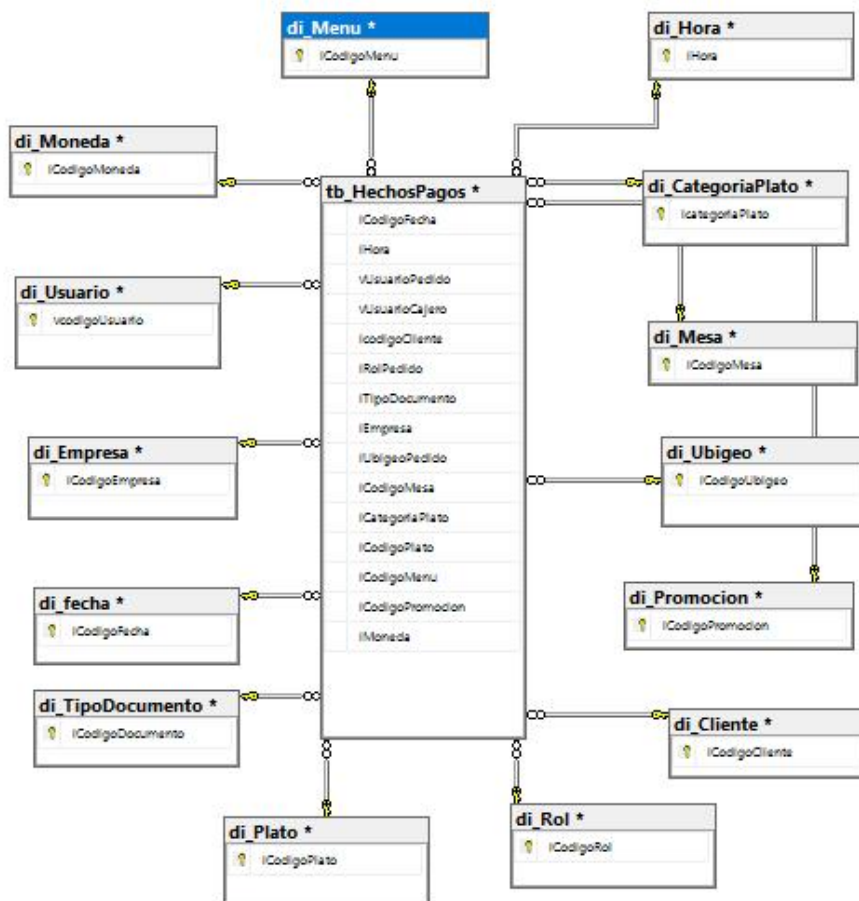 di_Menu *
iCodigoMenu
di_Hora *
iHora
di_Moneda *
iCodigoMoneda
tb_HechosPagos *
iCodigoFecha
iHora
vUsuarioPedido
vUsuarioCajero
icodigoCliente
iRolPedido
iTipoDocumento
iEmpresa
iUbigeoPedido
iCodigoMesa
iCategoriaPlato
iCodigoPlato
iCodigoMenu
iCodigoPromocion
iMoneda
di_CategoriaPlato *
icategoriaPlato
di_Usuario *
vcodigoUsuario
di_Mesa *
iCodigoMesa
di_Empresa *
iCodigoEmpresa
di_Ubigeo *
iCodigoUbigeo
di_fecha *
iCodigoFecha
di_Promocion *
iCodigoPromocion
di_TipoDocumento *
iCodigoDocumento
di_Cliente *
iCodigoCliente
di_Plato *
iCodigoPlato
di_Rol *
iCodigoRol